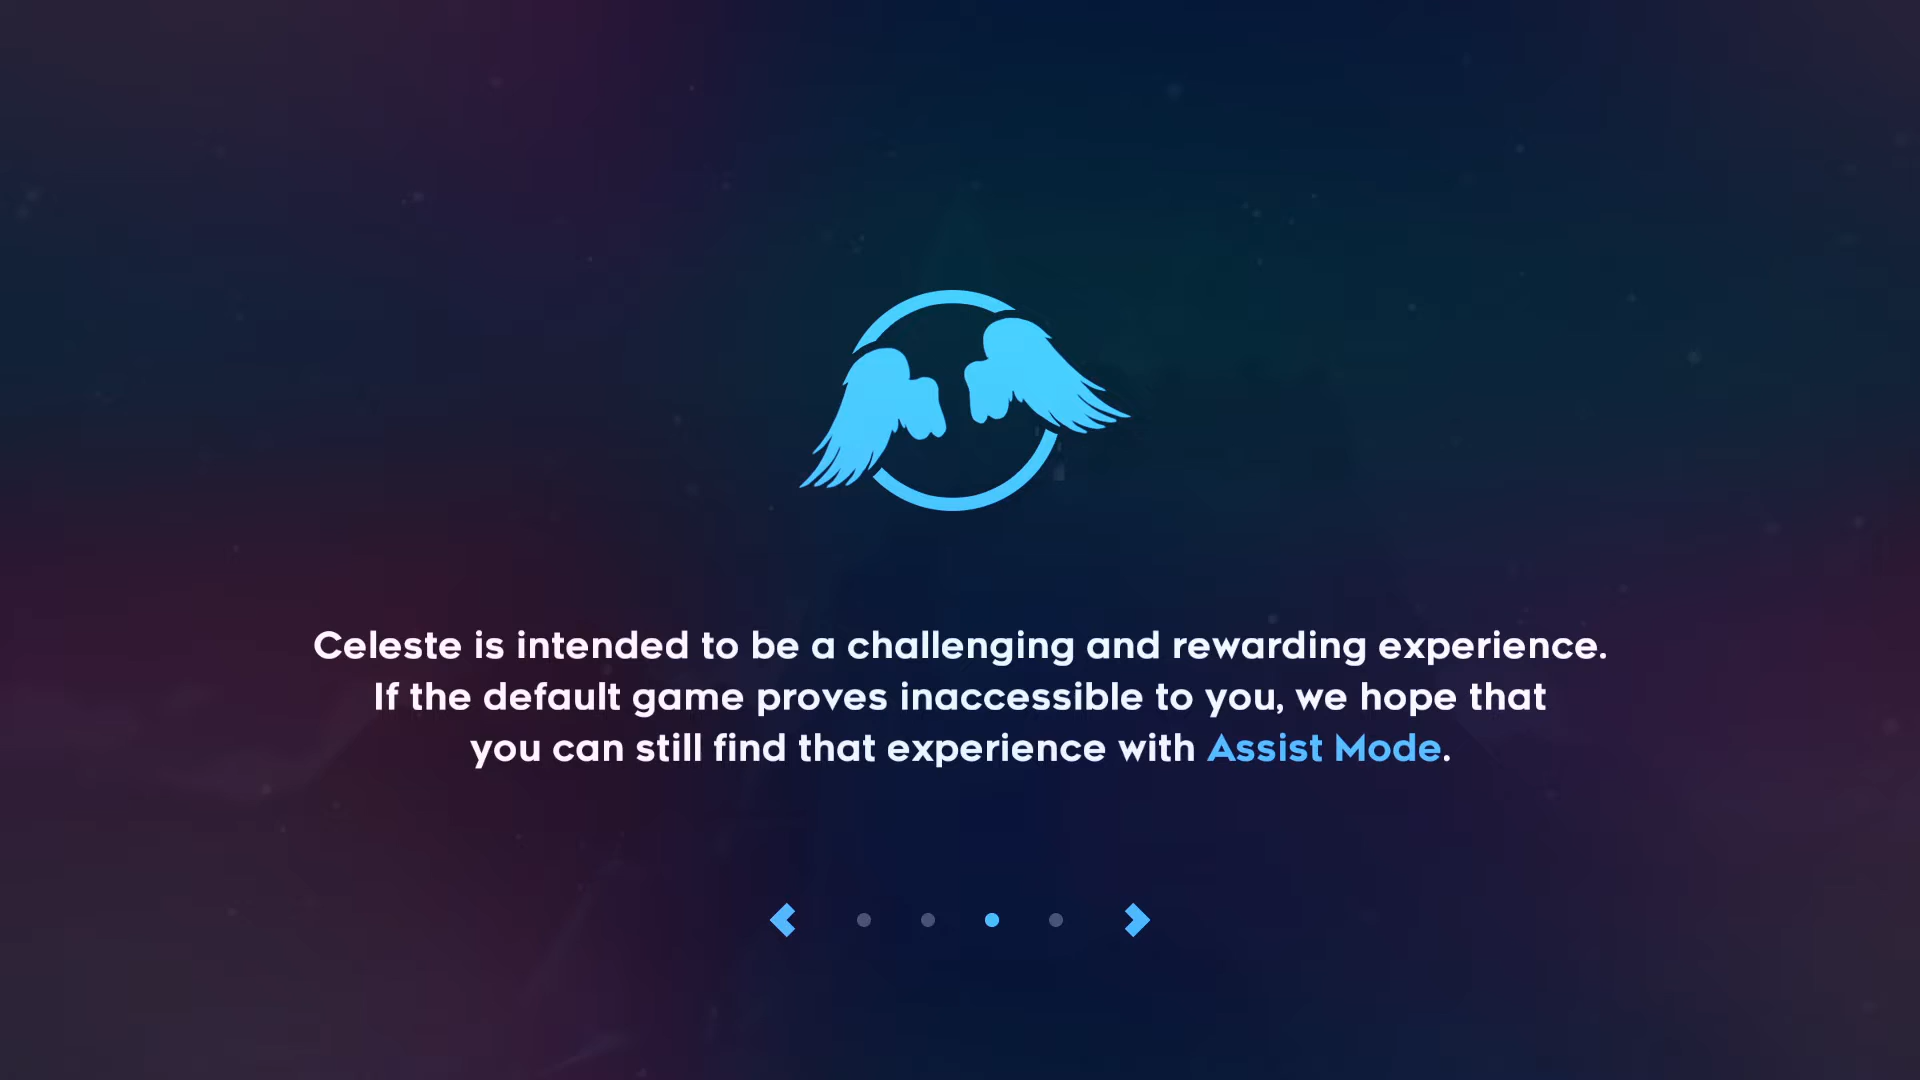 Celeste is intended to be a challenging and rewarding experience.
If the default game proves inaccessible to you, we hope that
you can still find that experience with Assist Mode.